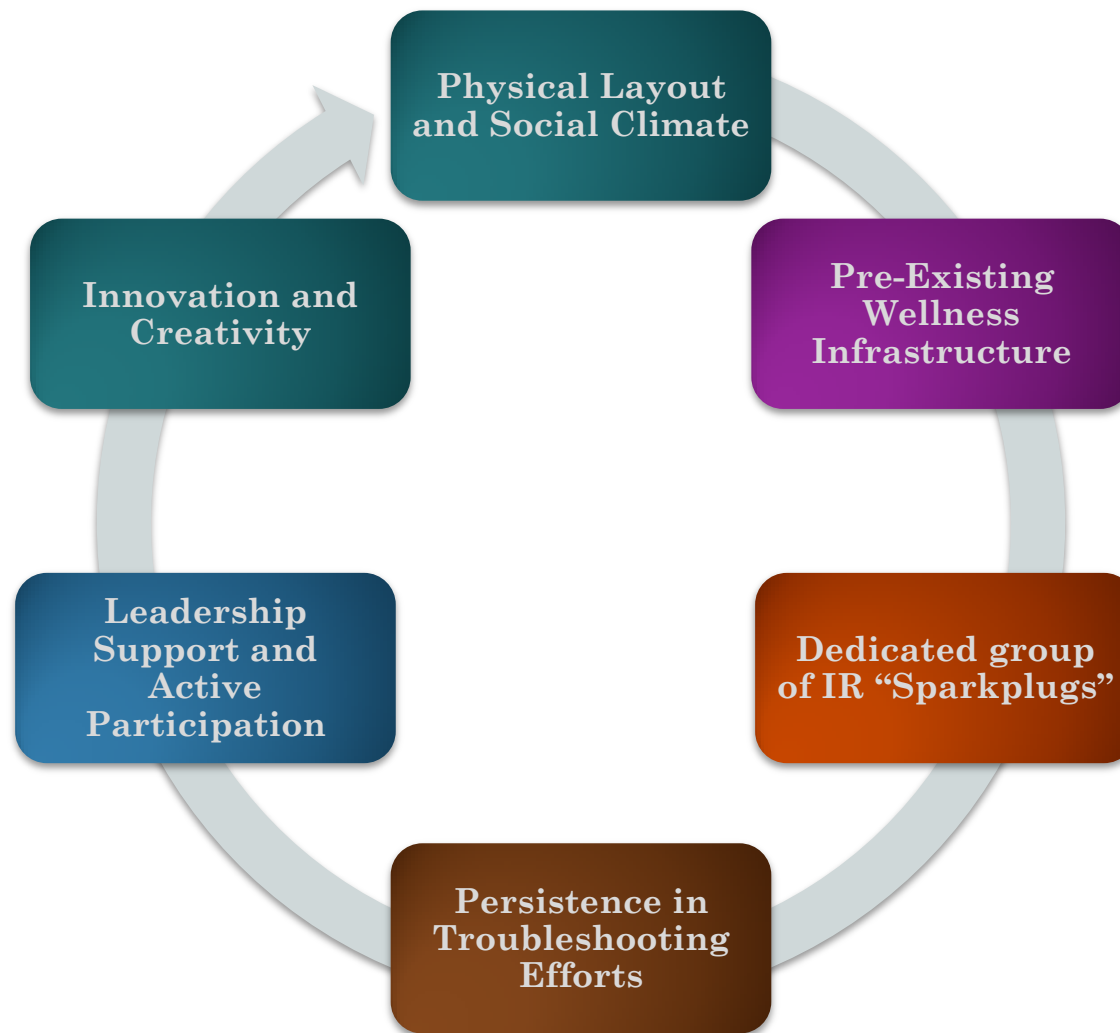 Physical Layout
and Social Climate
Pre-Existing
Wellness
Infrastructure
Dedicated group
of IR “Sparkplugs”
Persistence in
Troubleshooting
Efforts
Leadership
Support and
Active
Participation
Innovation and
Creativity